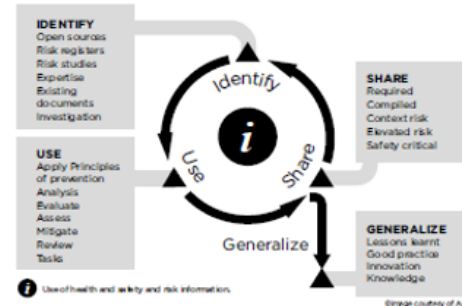 IDENTIFY
Open sources
Risk registers
Risk studies
Expertise
Existing
documents
Investigation
USE
Apply Principles
of prevention
Analysis
Evaluate
Assess
Mitigate
Review
Tasks
Identify
Use
Share
i
Generalize
SHARE
Required
Compiled
Context risk
Elevated risk
Safety critical
GENERALIZE
Lessons learnt
Good practice
Innovation
Knowledge
i Use of health and safety and risk information.
©Image courtesy of A